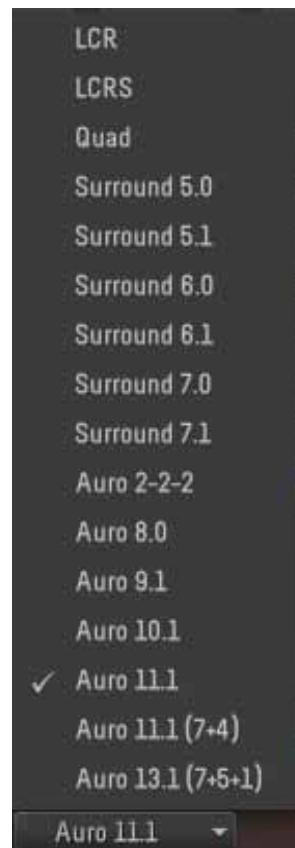 LCR
LCRS
Quad
Surround 5.0
Surround 5.1
Surround 6.0
Surround 6.1
Surround 7.0
Surround 7.1
Auro 2-2-2
Auro 8.0
Auro 9.1
Auro 10.1
✓ Auro 11.1
Auro 11.1 (7+4)
Auro 13.1 (7+5+1)
Auro 11.1